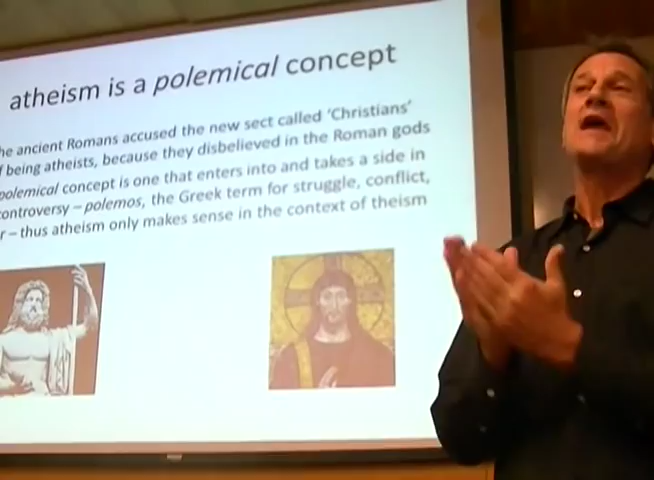 atheism is a polemical concept
he ancient Romans accused the new sect called ‘Christians’
f being atheists, because they disbelieved in the Roman gods
polemical concept is one that enters into and takes a side in
ontroversy – polemos, the Greek term for struggle, conflict,
r – thus atheism only makes sense in the context of theism